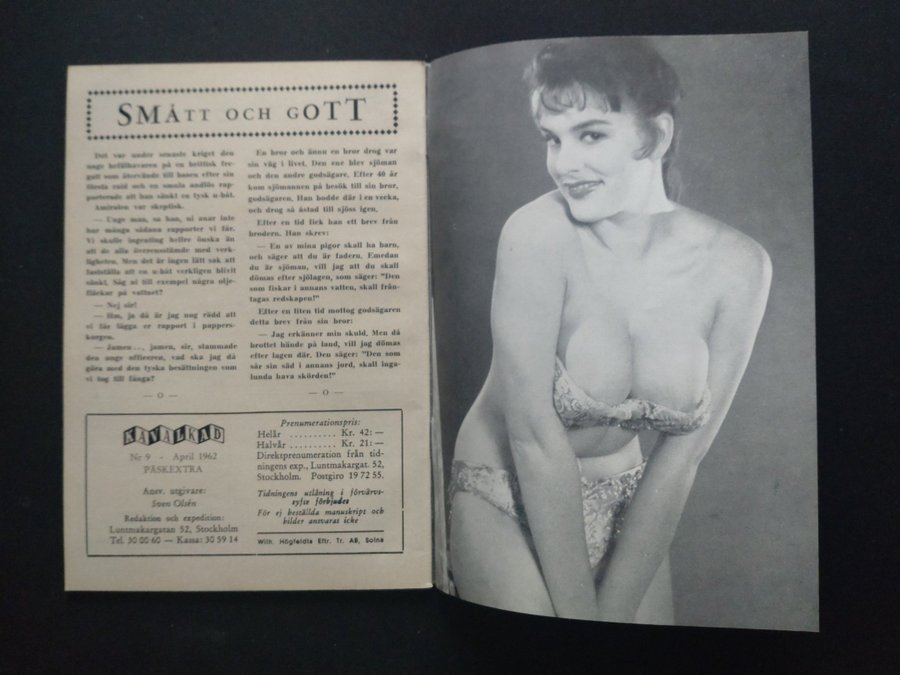 SMÅTT OCH GOTT
Det var under senaste kriget den
unge befälhavaren på en brittisk fre-
gatt som återvände till basen efter sin
första raid och en smula andlös rap-
porterade att han sänkt en tysk u-båt.
Amiralen var skeptisk.
— Unge man, sa han, ni anar inte
hur många sådana rapporter vi får.
Vi skulle ingenting hellre önska än
att de alla överensstämde med verk-
ligheten. Men det är ingen lätt sak att
fastställa att en u-båt verkligen blivit
sänkt. Såg ni till exempel några olje-
fläckar på vattnet?
— Nej sir!
— Hm, ja då är jag nog rädd att
vi får lägga er rapport i pappers-
korgen.
— Jamen..., jamen, sir, stammade
den unge officeren, vad ska jag då
göra med den tyska besättningen som
vi tog till fånga?
— O —
En bror och ännu en bror drog var
sin väg i livet. Den ene blev sjöman
och den andre godsägare. Efter 40 år
kom sjömannen på besök till sin bror,
godsägaren. Han bodde där i en vecka,
och drog så åstad till sjöss igen.
Efter en tid fick han ett brev från
brodern. Han skrev:
— En av mina pigor skall ha barn,
och säger att du är fadern. Emedan
du är sjöman, vill jag att du skall
dömas efter sjölagen, som säger: "Den
som fiskar i annans vatten, skall från-
tagas redskapen!"
Efter en liten tid mottog godsägaren
detta brev från sin bror:
— Jag erkänner min skuld. Men då
brottet hände på land, vill jag dömas
efter lagen där. Den säger: "Den som
sår sin säd i annans jord, skall inga-
lunda hava skörden!"
— O —
KAVALKAD
Nr 9 - April 1962
PÅSKEXTRA
Ansv. utgivare:
Sven Olsén
Redaktion och expedition:
Luntmakargatan 52, Stockholm
Tel. 30 00 60 — Kassa: 30 59 14
Prenumerationspris:
Helår .......... Kr. 42: —
Halvår .......... Kr. 21: —
Direktprenumeration från tid-
ningens exp., Luntmakargat. 52,
Stockholm. Postgiro 19 72 55.
Tidningens utlåning i förvärvs-
syfte förbjudes
För ej beställda manuskript och
bilder ansvaras icke
Wilh. Högfeldts Eftr. Tr. AB, Solna